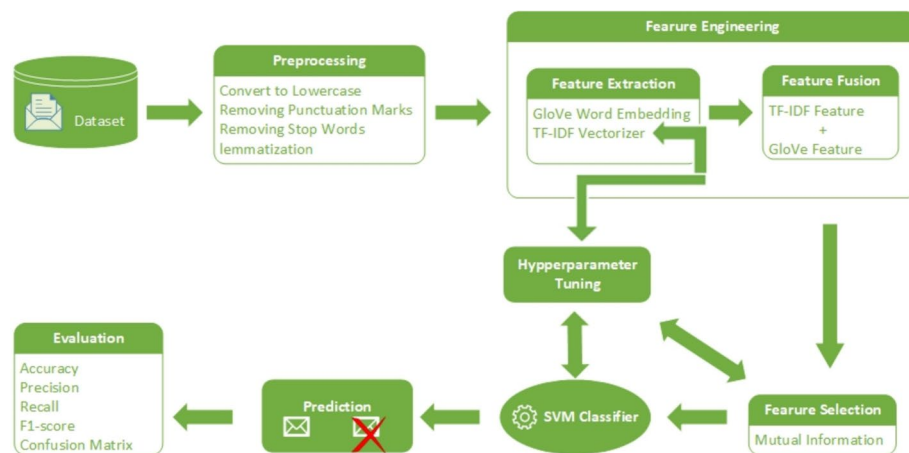 Fearure Engineering
Preprocessing
Convert to Lowercase
Removing Punctuation Marks
Removing Stop Words
lemmatization
Dataset
Feature Extraction
GloVe Word Embedding
TF-IDF Vectorizer
Feature Fusion
TF-IDF Feature
+
GloVe Feature
Hypperparameter
Tuning
Evaluation
Accuracy
Precision
Recall
F1-score
Confusion Matrix
Prediction
SVM Classifier
Fearure Selection
Mutual Information